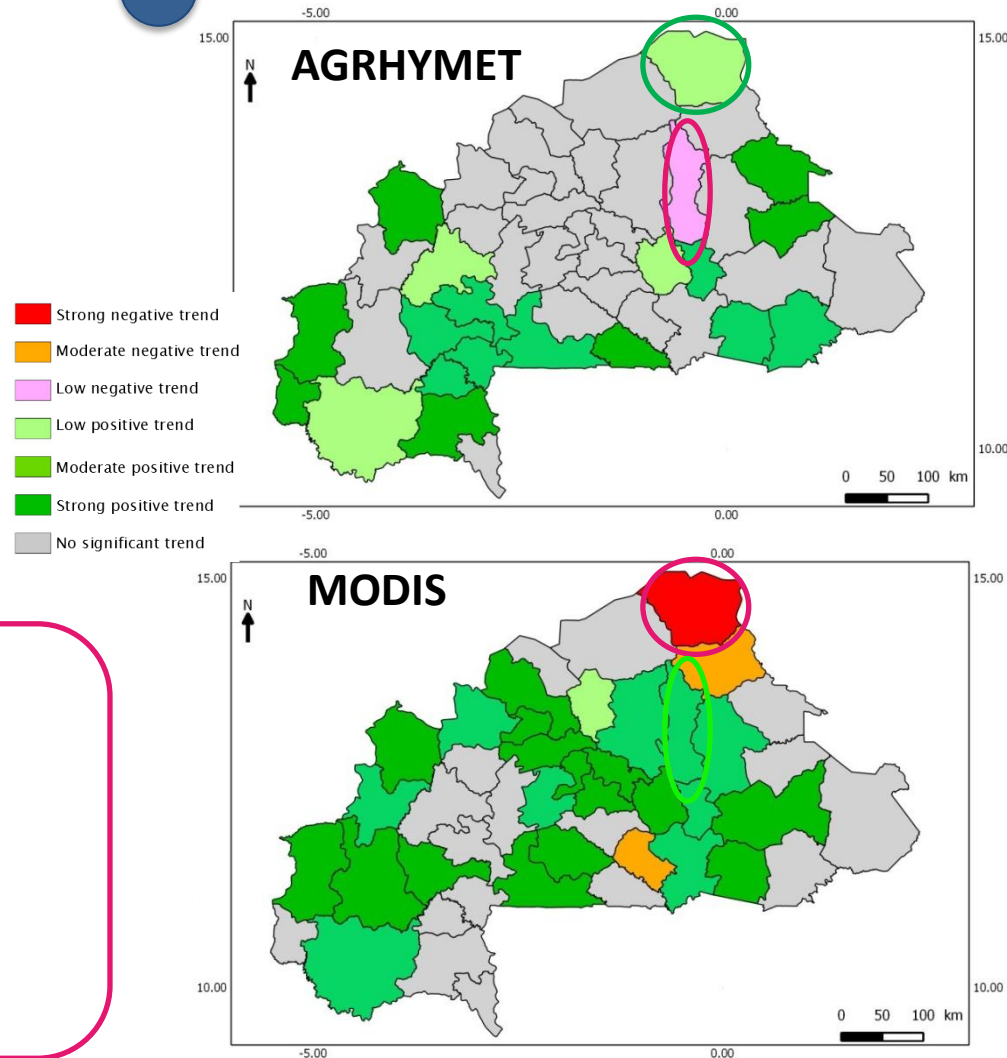 -5.00
0.00
15.00
15.00
AGRHYMET
N
Strong negative trend
Moderate negative trend
Low negative trend
Low positive trend
Moderate positive trend
Strong positive trend
No significant trend
10.00
0 50 100 km
-5.00
0.00
-5.00
0.00
15.00
15.00
MODIS
N
10.00
10.00
0 50 100 km
-5.00
0.00